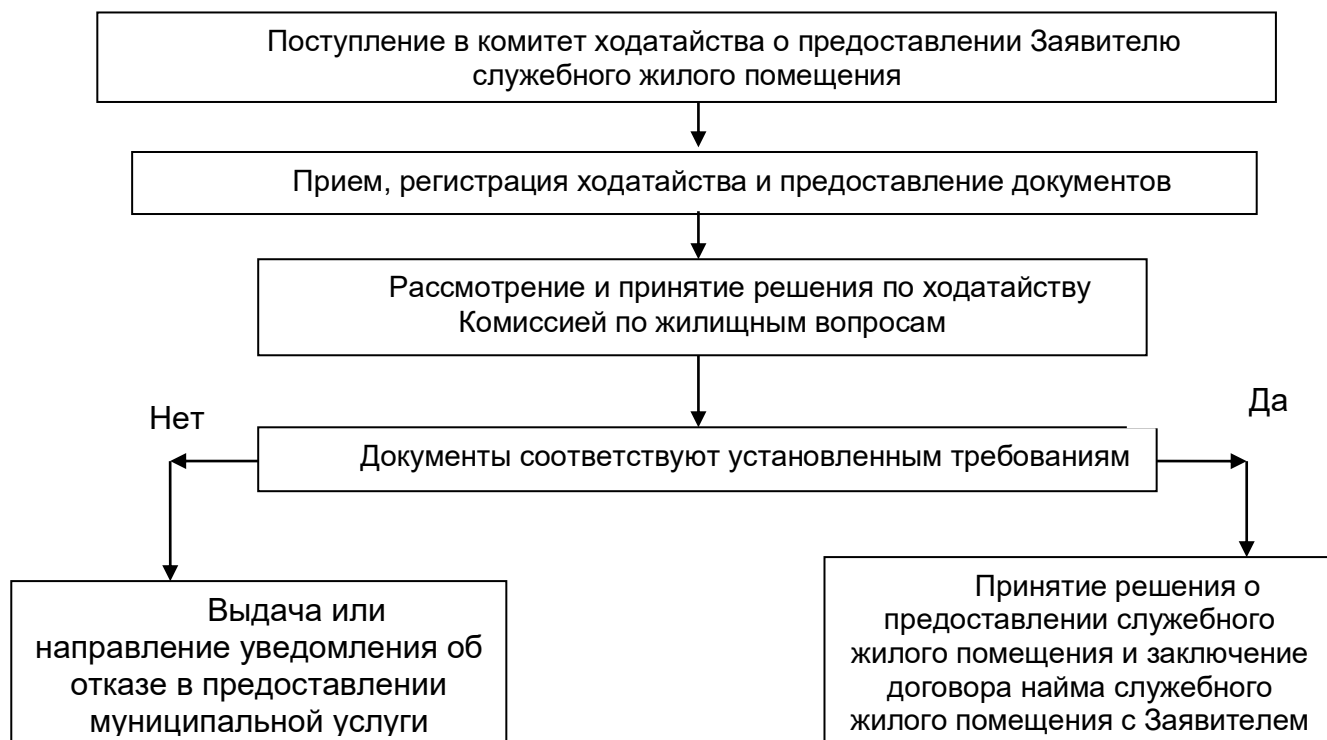 Поступление в комитет ходатайства о предоставлении Заявителю
служебного жилого помещения
Прием, регистрация ходатайства и предоставление документов
Рассмотрение и принятие решения по ходатайству
Комиссией по жилищным вопросам
Нет
Да
Документы соответствуют установленным требованиям
Выдача или
направление уведомления об
отказе в предоставлении
муниципальной услуги
Принятие решения о
предоставлении служебного
жилого помещения и заключение
договора найма служебного
жилого помещения с Заявителем